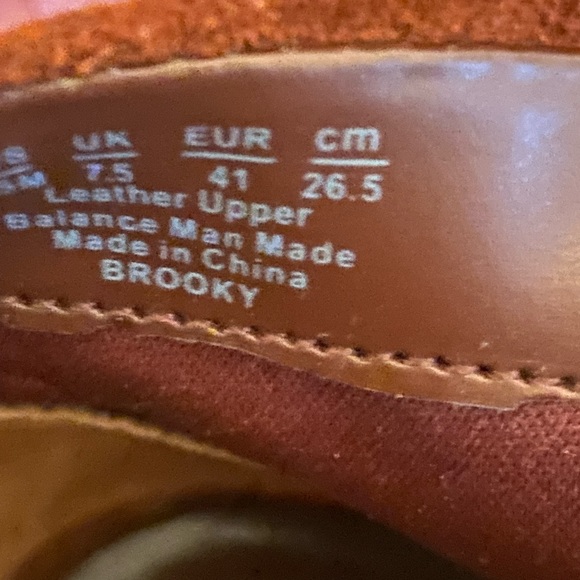 UK EUR cm
7.5 41 26.5
Leather Upper
Balance Man Made
Made in China
BROOKY